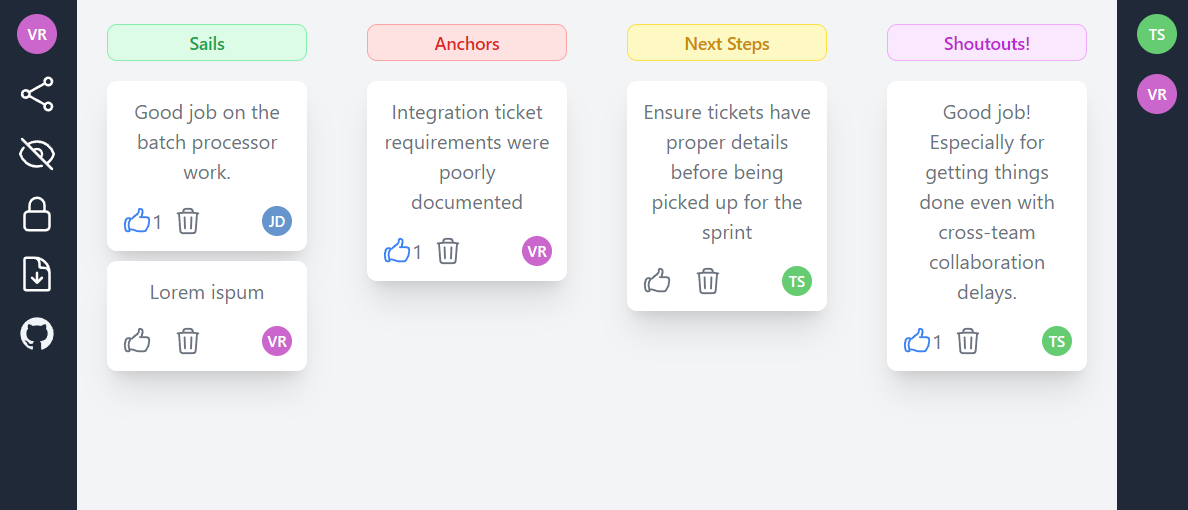 VR
Sails
Good job on the
batch processor
work.
1
JD
Lorem ispum
VR
Anchors
Integration ticket
requirements were
poorly
documented
1
VR
Next Steps
Ensure tickets have
proper details
before being
picked up for the
sprint
TS
Shoutouts!
Good job!
Especially for
getting things
done even with
cross-team
collaboration
delays.
1
TS
TS
VR